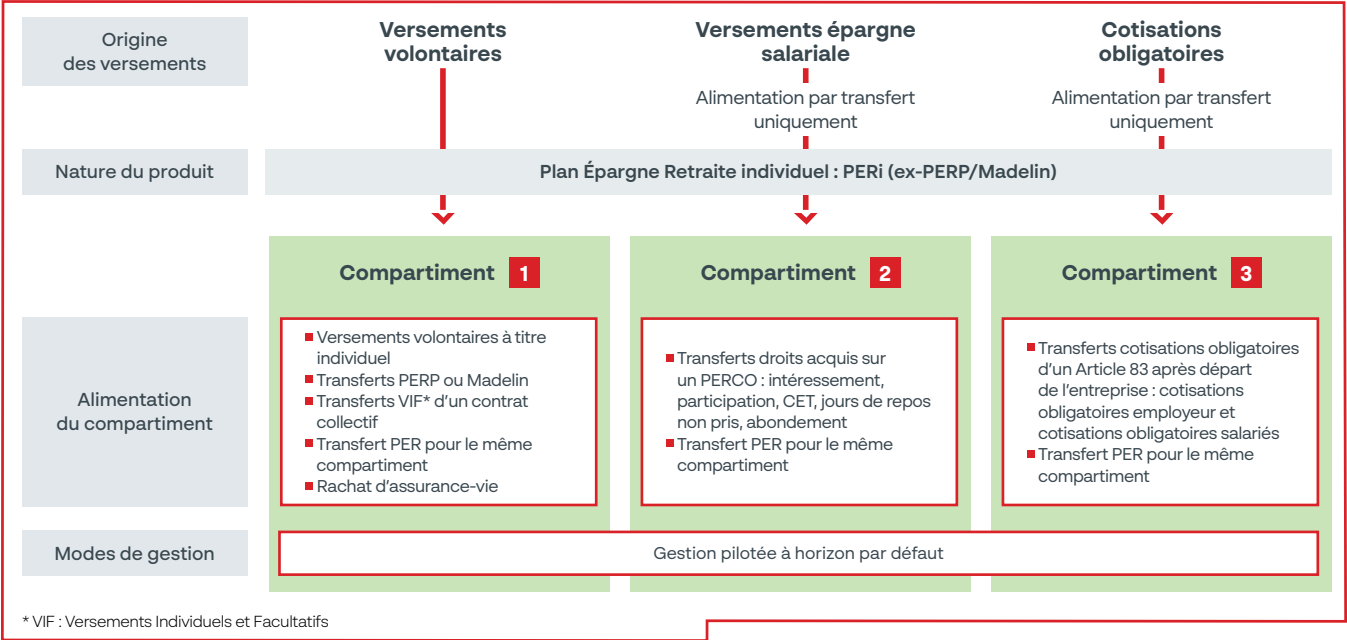 Origine
des versements
Versements
volontaires
Versements épargne
salariale
Cotisations
obligatoires
Alimentation par transfert
uniquement
Alimentation par transfert
uniquement
Nature du produit
Plan Épargne Retraite individuel : PERi (ex-PERP/Madelin)
Compartiment 1
Compartiment 2
Compartiment 3
Alimentation
du compartiment
Versements volontaires à titre
individuel
Transferts PERP ou Madelin
Transferts VIF* d'un contrat
collectif
Transfert PER pour le même
compartiment
Rachat d'assurance-vie
Transferts droits acquis sur
un PERCO : intéressement,
participation, CET, jours de repos
non pris, abondement
Transfert PER pour le même
compartiment
Transferts cotisations obligatoires
d'un Article 83 après départ
de l'entreprise : cotisations
obligatoires employeur et
cotisations obligatoires salariés
Transfert PER pour le même
compartiment
Modes de gestion
Gestion pilotée à horizon par défaut
* VIF : Versements Individuels et Facultatifs